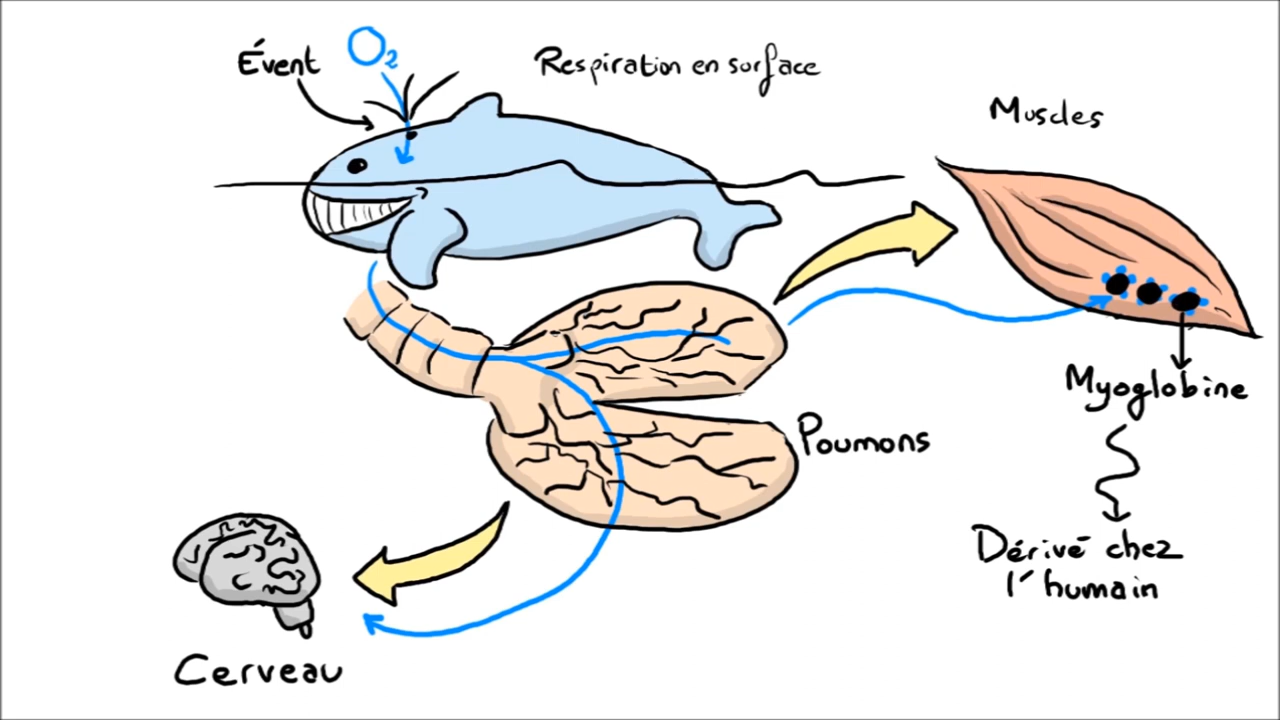 Évent
O₂
Respiration en surface
Muscles
Myoglobine
Poumons
Dérivé chez
l'humain
Cerveau